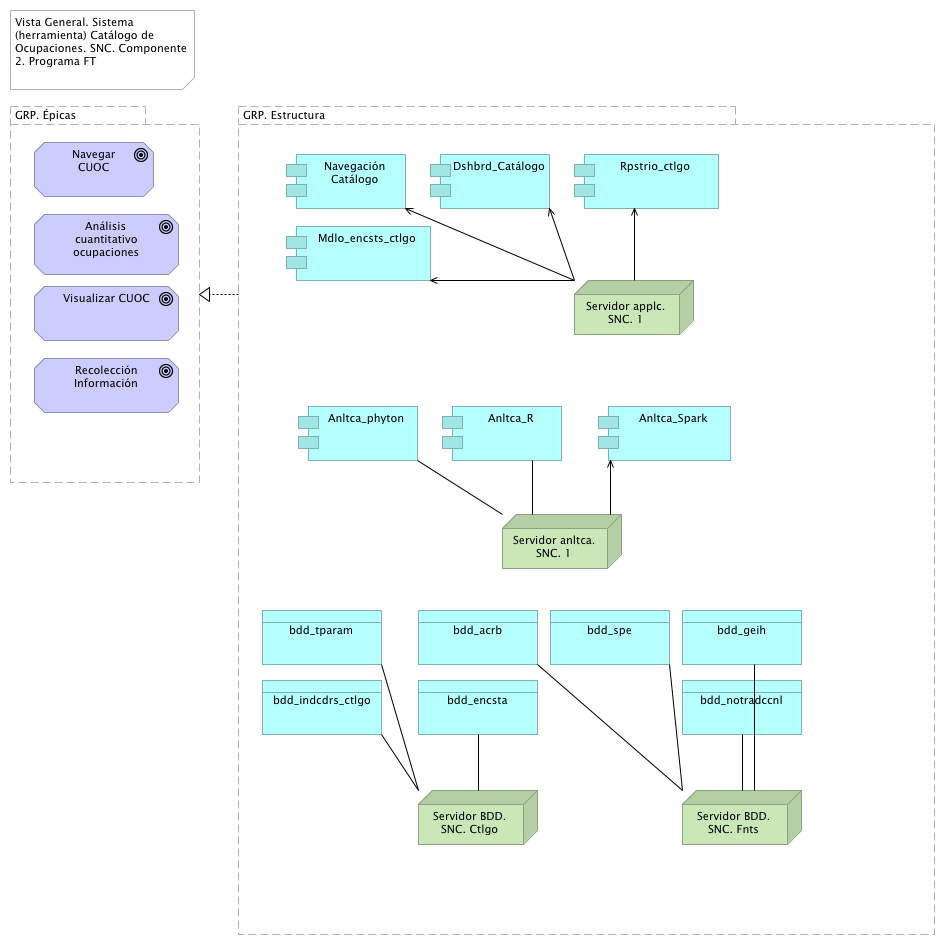 Vista General. Sistema
(herramienta) Catálogo de
Ocupaciones. SNC. Componente
2. Programa FT
GRP. Épicas
Navegar
CUOC
Análisis
cuantitativo
ocupaciones
Visualizar CUOC
Recolección
Información
GRP. Estructura
Navegación
Catálogo
Dshbrd_Catálogo
Rpstrio_ctlgo
Mdlo_encsts_ctlgo
Servidor applc.
SNC. 1
Anltca_phyton
Anltca_R
Anltca_Spark
Servidor anltca.
SNC. 1
bdd_tparam
bdd_acrb
bdd_spe
bdd_geih
bdd_indcdrs_ctlgo
bdd_encsta
bdd_notradccnl
Servidor BDD.
SNC. Ctlgo
Servidor BDD.
SNC. Fnts